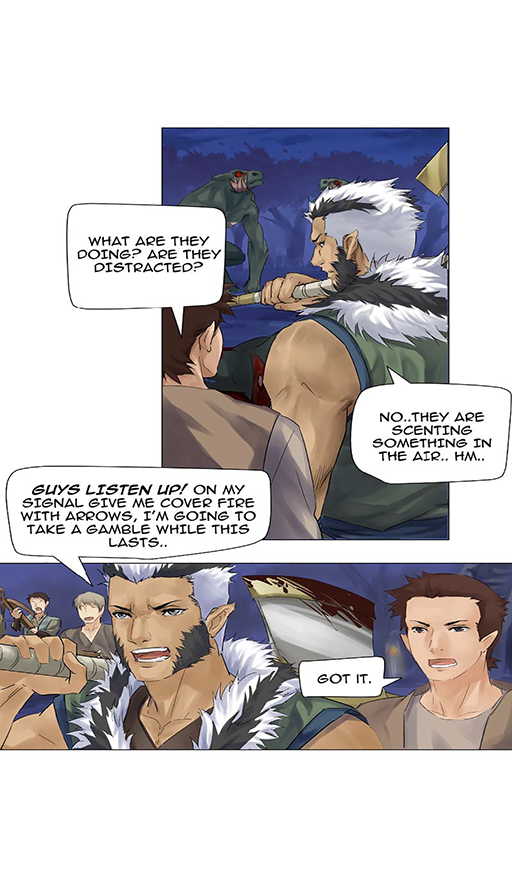 WHAT ARE THEY
DOING? ARE THEY
DISTRACTED?
NO..THEY ARE
SCENTING
SOMETHING IN
THE AIR.. HM..
GUYS LISTEN UP! ON MY
SIGNAL GIVE ME COVER FIRE
WITH ARROWS, I'M GOING TO
TAKE A GAMBLE WHILE THIS
LASTS..
GOT IT.